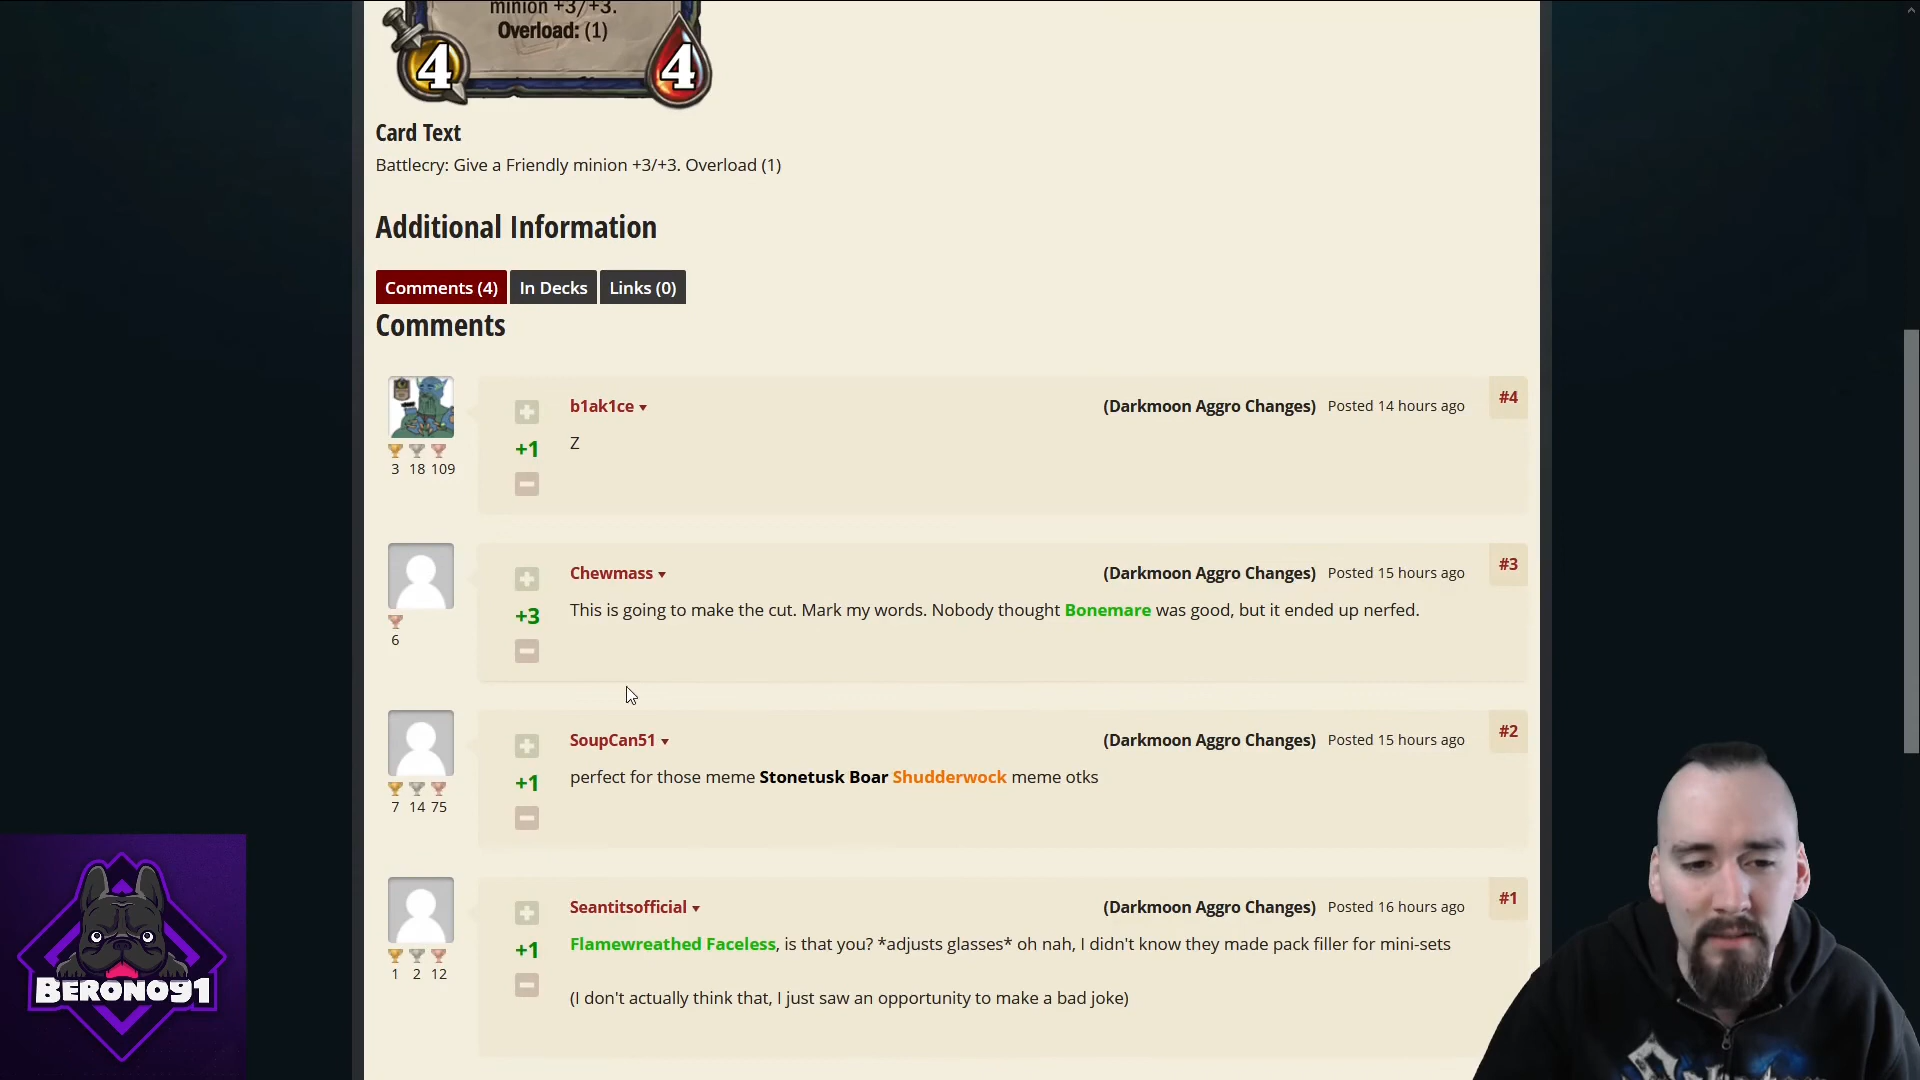 minion +3/+3.
Overload: (1)
4 4
Card Text
Battlecry: Give a Friendly minion +3/+3. Overload (1)
Additional Information
Comments (4) In Decks Links (0)
Comments
b1ak1ce (Darkmoon Aggro Changes) Posted 14 hours ago #4
+1 Z
3 18 109
Chewmass (Darkmoon Aggro Changes) Posted 15 hours ago #3
+3 This is going to make the cut. Mark my words. Nobody thought Bonemare was good, but it ended up nerfed.
6
SoupCan51 (Darkmoon Aggro Changes) Posted 15 hours ago #2
+1 perfect for those meme Stonetusk Boar Shudderwock meme otks
7 14 75
Seantitsofficial (Darkmoon Aggro Changes) Posted 16 hours ago #1
+1 Flamewreathed Faceless, is that you? *adjusts glasses* oh nah, I didn't know they made pack filler for mini-sets
1 2 12
(I don't actually think that, I just saw an opportunity to make a bad joke)
BERONO91